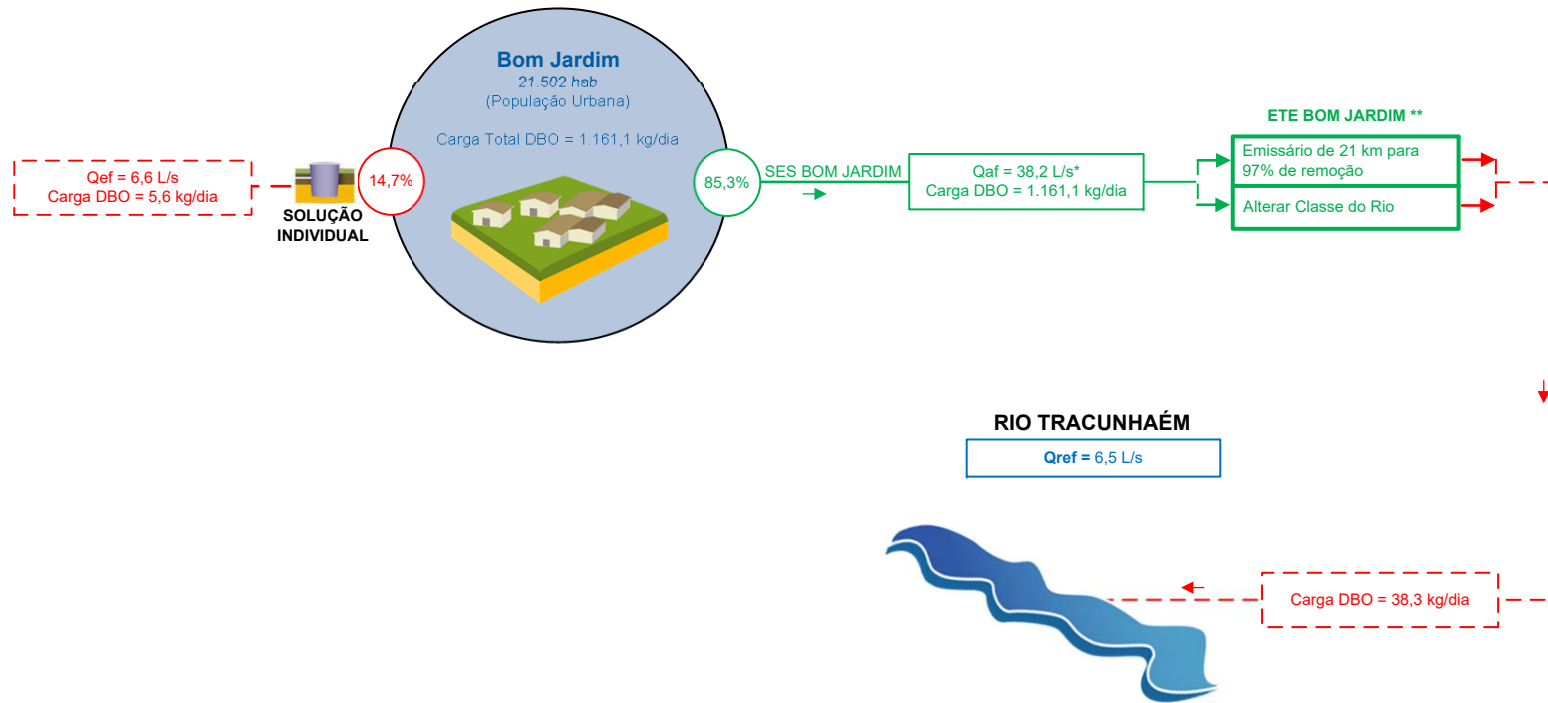 Bom Jardim
21.502 hab
(População Urbana)
Carga Total DBO = 1.161,1 kg/dia
Qef = 6,6 L/s
Carga DBO = 5,6 kg/dia
SOLUÇÃO
INDIVIDUAL
14,7%
85,3%
SES BOM JARDIM
Qaf = 38,2 L/s*
Carga DBO = 1.161,1 kg/dia
ETE BOM JARDIM **
Emissário de 21 km para
97% de remoção
Alterar Classe do Rio
RIO TRACUNHAÉM
Qref = 6,5 L/s
Carga DBO = 38,3 kg/dia